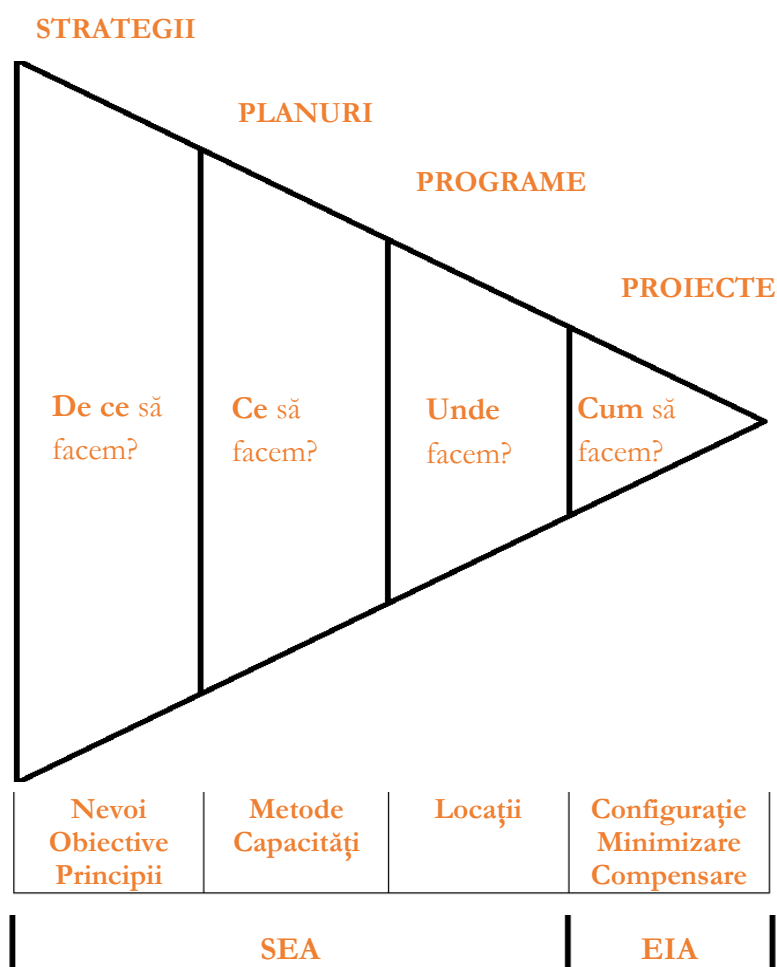 STRATEGII
PLANURI
PROGRAME
PROIECTE
De ce să
facem?
Ce să
facem?
Unde
facem?
Cum să
facem?
Nevoi
Obiective
Principii
Metode
Capacități
Locații
Configurație
Minimizare
Compensare
SEA
EIA